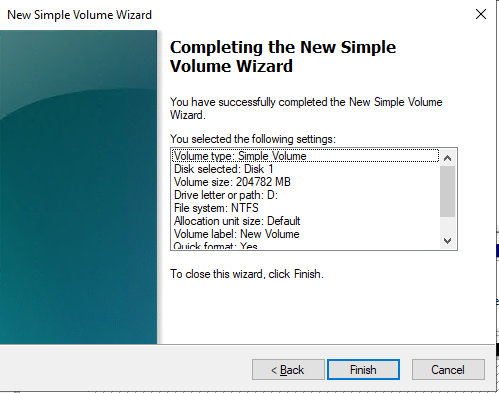 New Simple Volume Wizard
Completing the New Simple
Volume Wizard
You have successfully completed the New Simple Volume
Wizard.
You selected the following settings:
Volume type: Simple Volume
Disk selected: Disk 1
Volume size: 204782 MB
Drive letter or path: D:
File system: NTFS
Allocation unit size: Default
Volume label: New Volume
Quick format: Yes
To close this wizard, click Finish.
< Back
Finish
Cancel